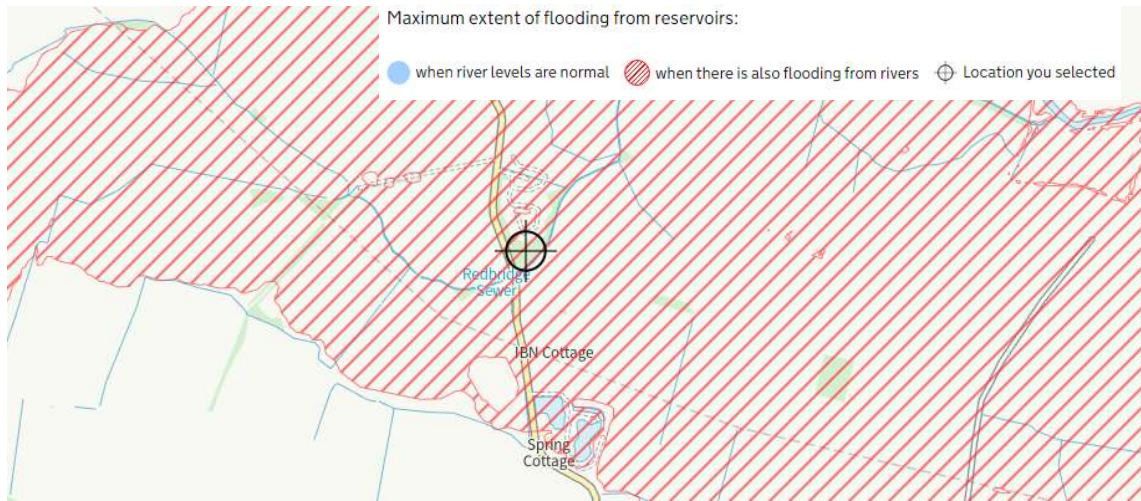 Maximum extent of flooding from reservoirs:
when river levels are normal
when there is also flooding from rivers
Location you selected
Redbridge
Sewer
IBN Cottage
Spring
Cottage